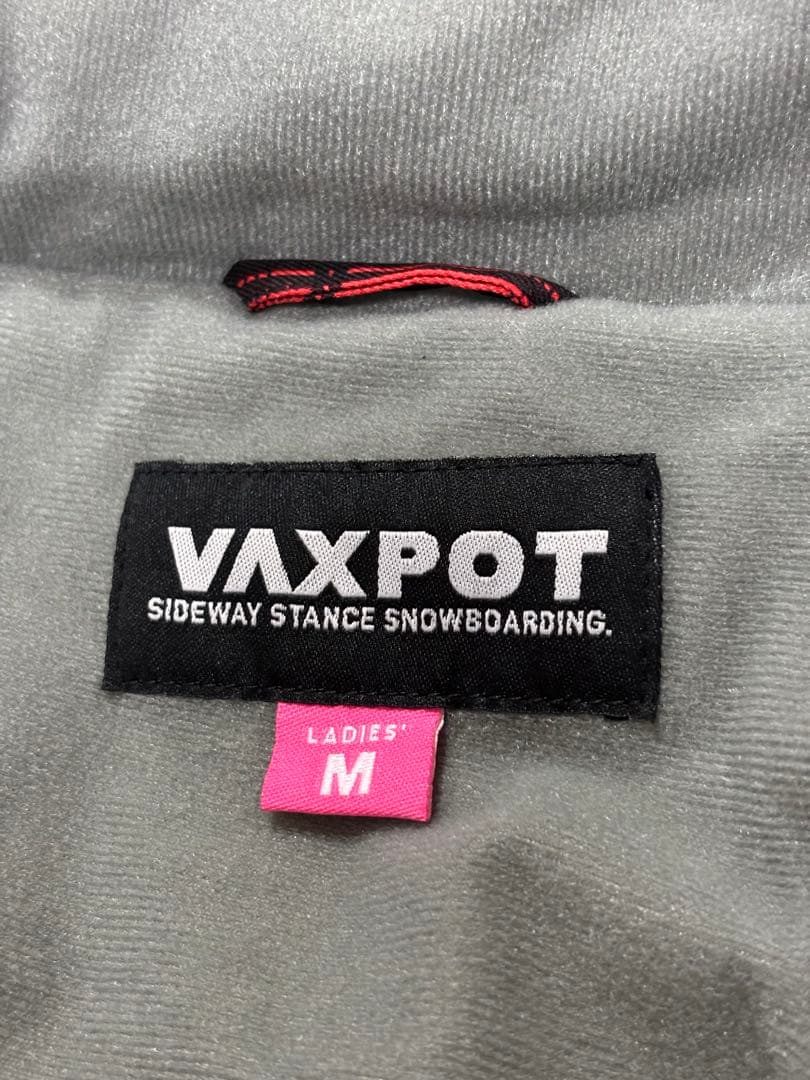 VAXPOT
SIDEWAY STANCE SNOWBOARDING.
LADIES'
M